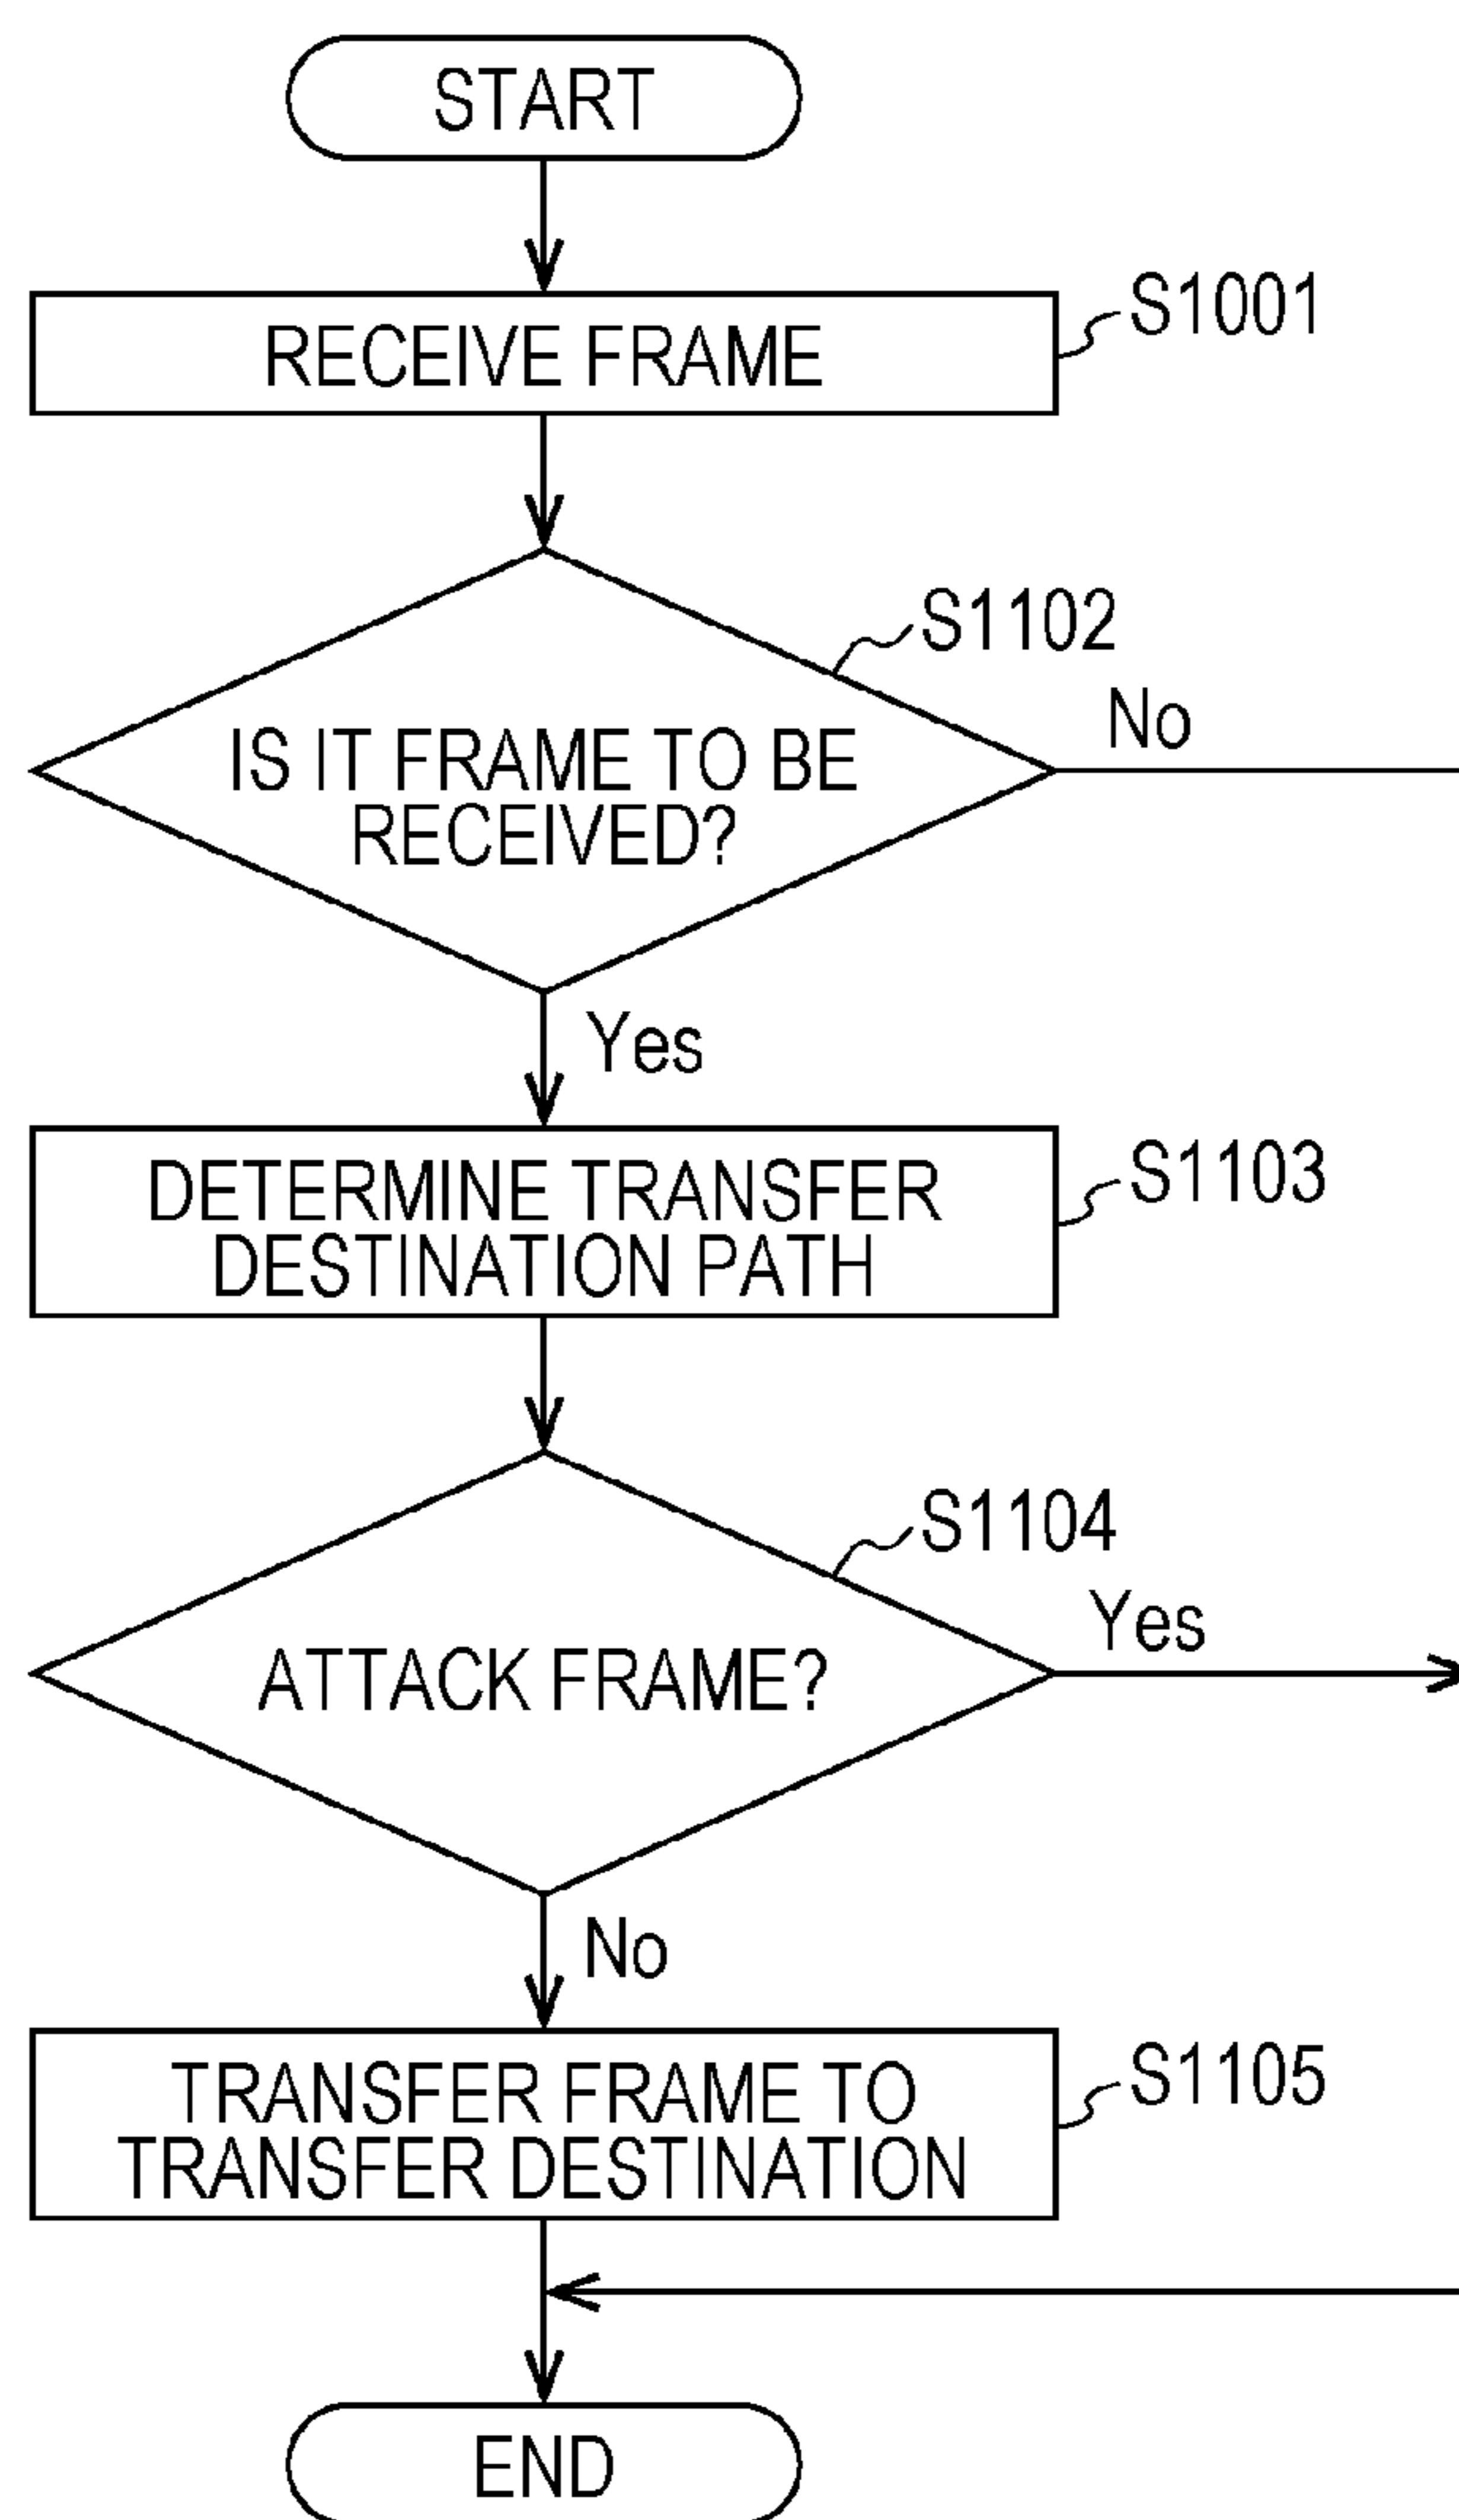 START
RECEIVE FRAME
S1001
S1102
No
IS IT FRAME TO BE
RECEIVED?
Yes
DETERMINE TRANSFER
DESTINATION PATH
S1103
S1104
Yes
ATTACK FRAME?
No
TRANSFER FRAME TO
TRANSFER DESTINATION
S1105
END